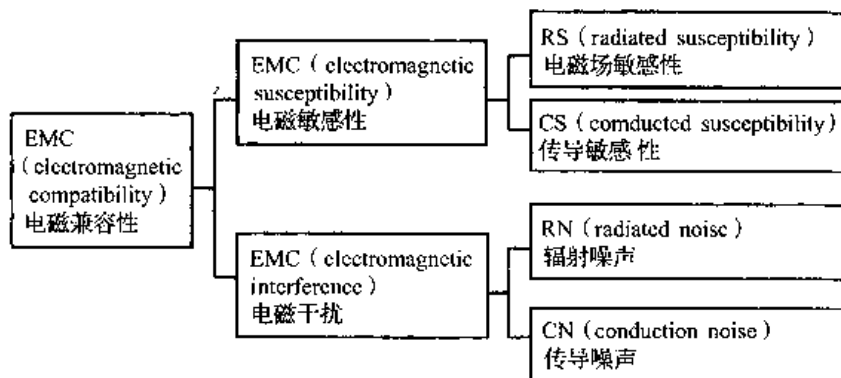 EMC
(electromagnetic
compatibility)
电磁兼容性
EMC (electromagnetic
susceptibility)
电磁敏感性
RS (radiated susceptibility)
电磁场敏感性
CS (comducted susceptibility)
传导敏感性
EMC (electromagnetic
interference)
电磁干扰
RN (radiated noise)
辐射噪声
CN (conduction noise)
传导噪声